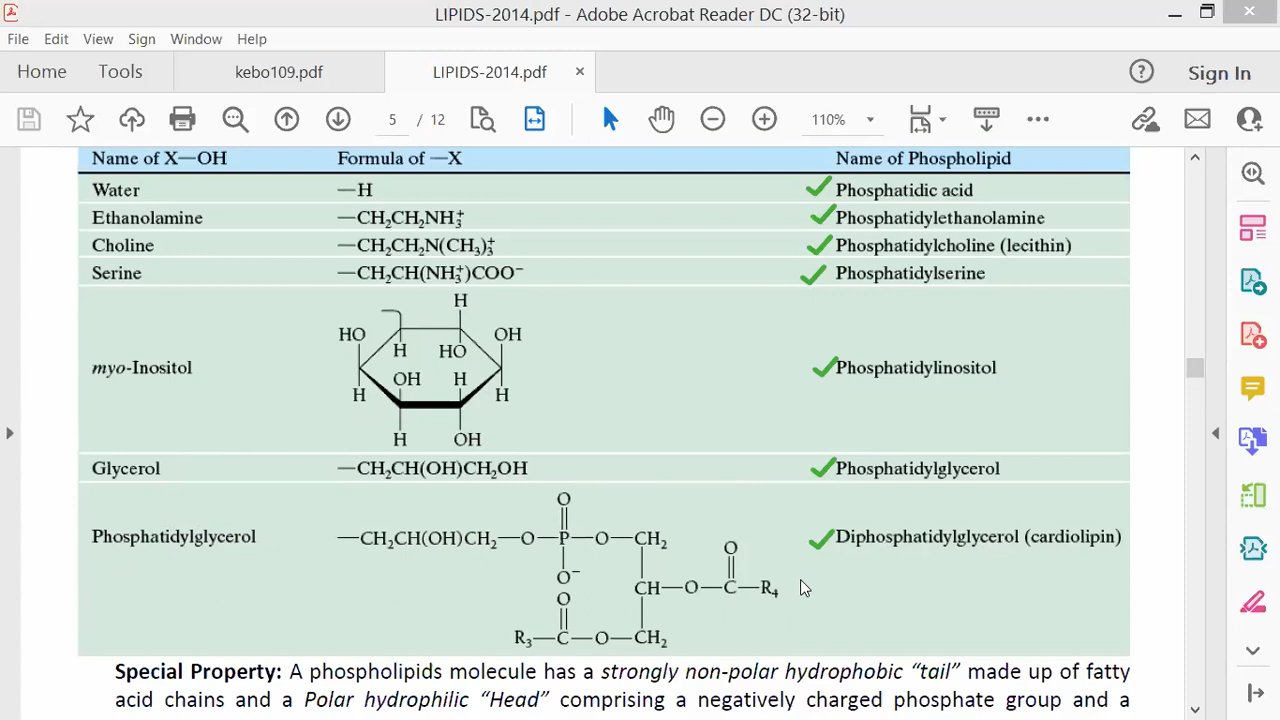 LIPIDS-2014.pdf - Adobe Acrobat Reader DC (32-bit)
File Edit View Sign Window Help
Home Tools kebo109.pdf LIPIDS-2014.pdf × Sign In
5 / 12 110%
Name of X—OH Formula of —X Name of Phospholipid
Water —H Phosphatidic acid
Ethanolamine —CH₂CH₂NH₃⁺ Phosphatidylethanolamine
Choline —CH₂CH₂N(CH₃)₃⁺ Phosphatidylcholine (lecithin)
Serine —CH₂CH(NH₃⁺)COO⁻ Phosphatidylserine
H
HO OH
H HO
myo-Inositol Phosphatidylinositol
OH H
H H
H OH
Glycerol —CH₂CH(OH)CH₂OH Phosphatidylglycerol
O
Phosphatidylglycerol —CH₂CH(OH)CH₂—O—P—O—CH₂ Diphosphatidylglycerol (cardiolipin)
O
O⁻
CH—O—C—R₄
O
R₃—C—O—CH₂
Special Property: A phospholipids molecule has a strongly non-polar hydrophobic “tail” made up of fatty
acid chains and a Polar hydrophilic “Head” comprising a negatively charged phosphate group and a